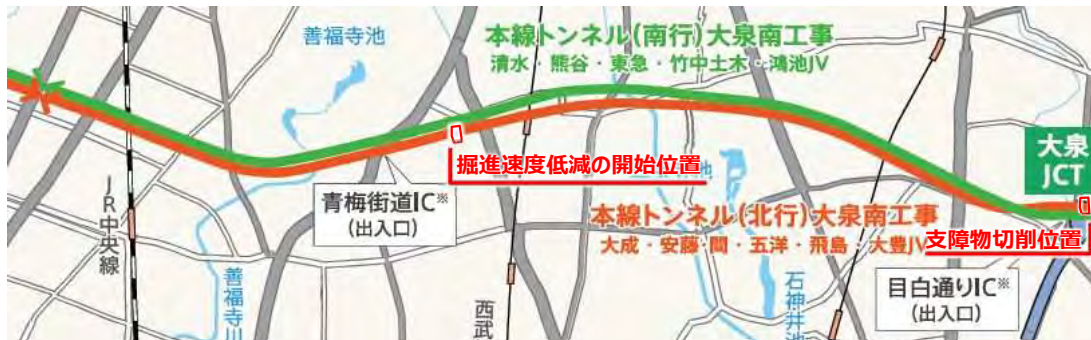 善福寺池
本線トンネル(南行)大泉南工事
清水・熊谷・東急・竹中土木・鴻池JV
掘進速度低減の開始位置
池
大泉
JCT
青梅街道IC※
(出入口)
JR中央線
本線トンネル(北行)大泉南工事
大成・安藤・間・五洋・飛島・大豊JV
支障物切削位置
目白通りIC※
(出入口)
善福寺川
西武
石神井池